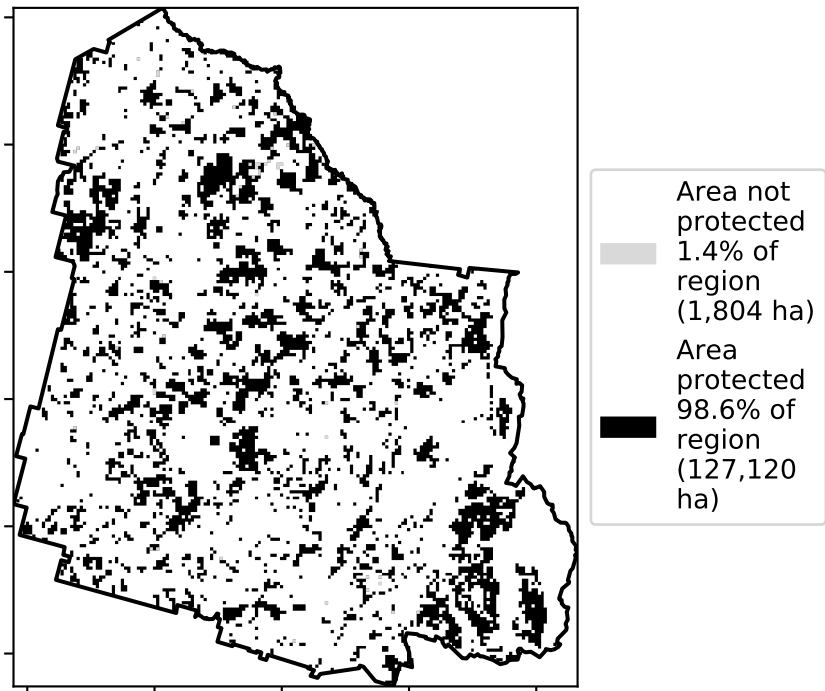 Area not
protected
1.4% of
region
(1,804 ha)
Area
protected
98.6% of
region
(127,120
ha)